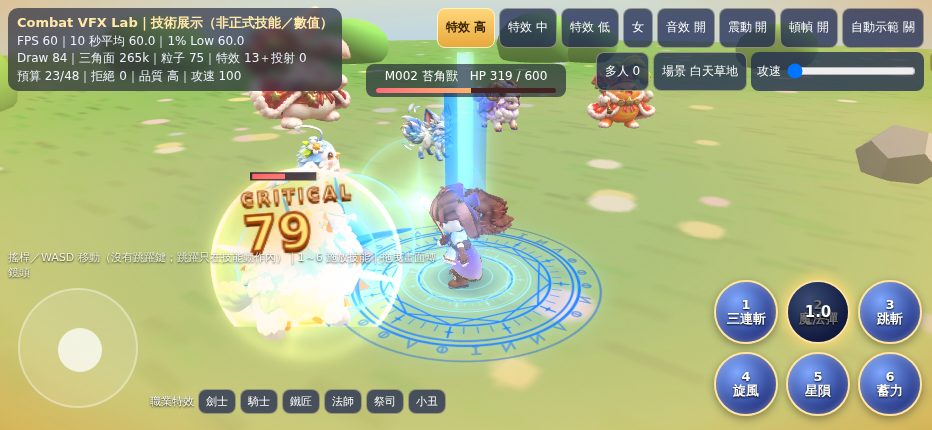 Combat VFX Lab｜技術展示（非正式技能／數值）
FPS 60｜10 秒平均 60.0｜1% Low 60.0
Draw 84｜三角面 265k｜粒子 75｜特效 13＋投射 0
預算 23/48｜拒絕 0｜品質 高｜攻速 100
特效 高
特效 中
特效 低
女
音效 開
震動 開
頓幀 開
自動示範 關
M002 苔角獸 HP 319 / 600
多人 0
場景 白天草地
攻速
CRITICAL
79
搖桿／WASD 移動（沒有跳躍鍵；跳躍只在技能動作內）｜1～6 施放技能｜拖曳畫面轉
鏡頭
1
三連斬
2
魔法彈
1.0
3
跳斬
4
旋風
5
星隕
6
蓄力
職業特效
劍士
騎士
鐵匠
法師
祭司
小丑